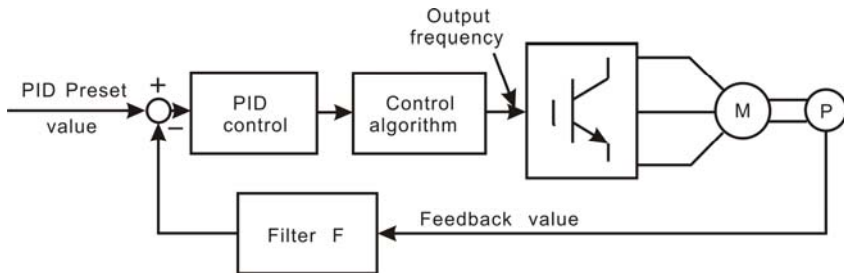 Output
frequency
PID Preset
value
+
−
PID
control
Control
algorithm
M
P
Filter F
Feedback value